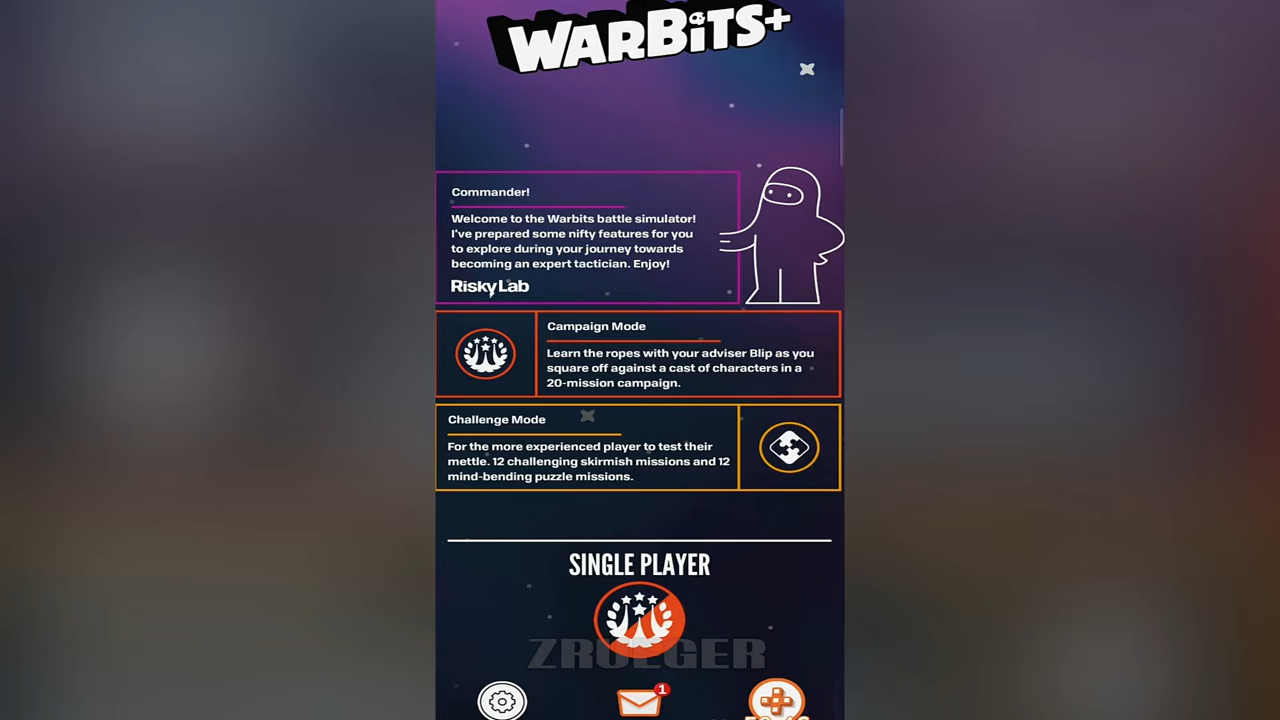 WARBITS+
Commander!
Welcome to the Warbits battle simulator!
I've prepared some nifty features for you
to explore during your journey towards
becoming an expert tactician. Enjoy!
RiskyLab
Campaign Mode
Learn the ropes with your adviser Blip as you
square off against a cast of characters in a
20-mission campaign.
Challenge Mode
For the more experienced player to test their
mettle. 12 challenging skirmish missions and 12
mind-bending puzzle missions.
SINGLE PLAYER
ZRUEGER
1